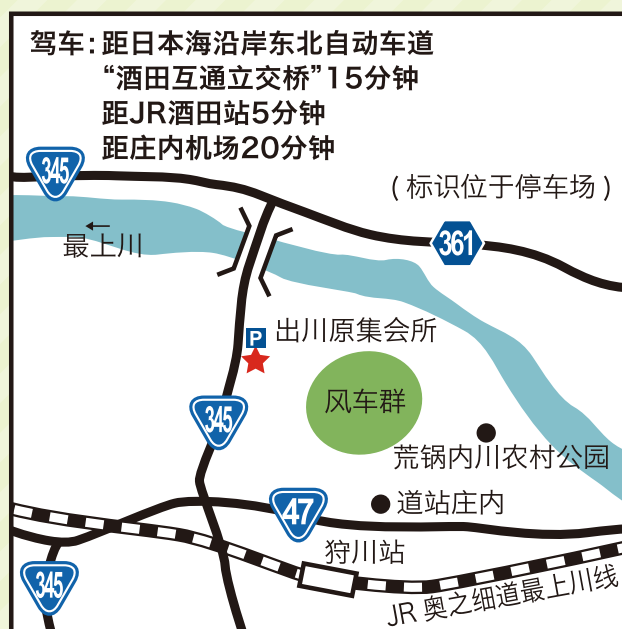 驾车：距日本海沿岸东北自动车道
“酒田互通立交桥”15分钟
距JR酒田站5分钟
距庄内机场20分钟
345
(标识位于停车场)
361
←
最上川
P
出川原集会所
345
风车群
荒锅内川农村公园
道站庄内
47
狩川站
345
JR 奥之细道最上川线